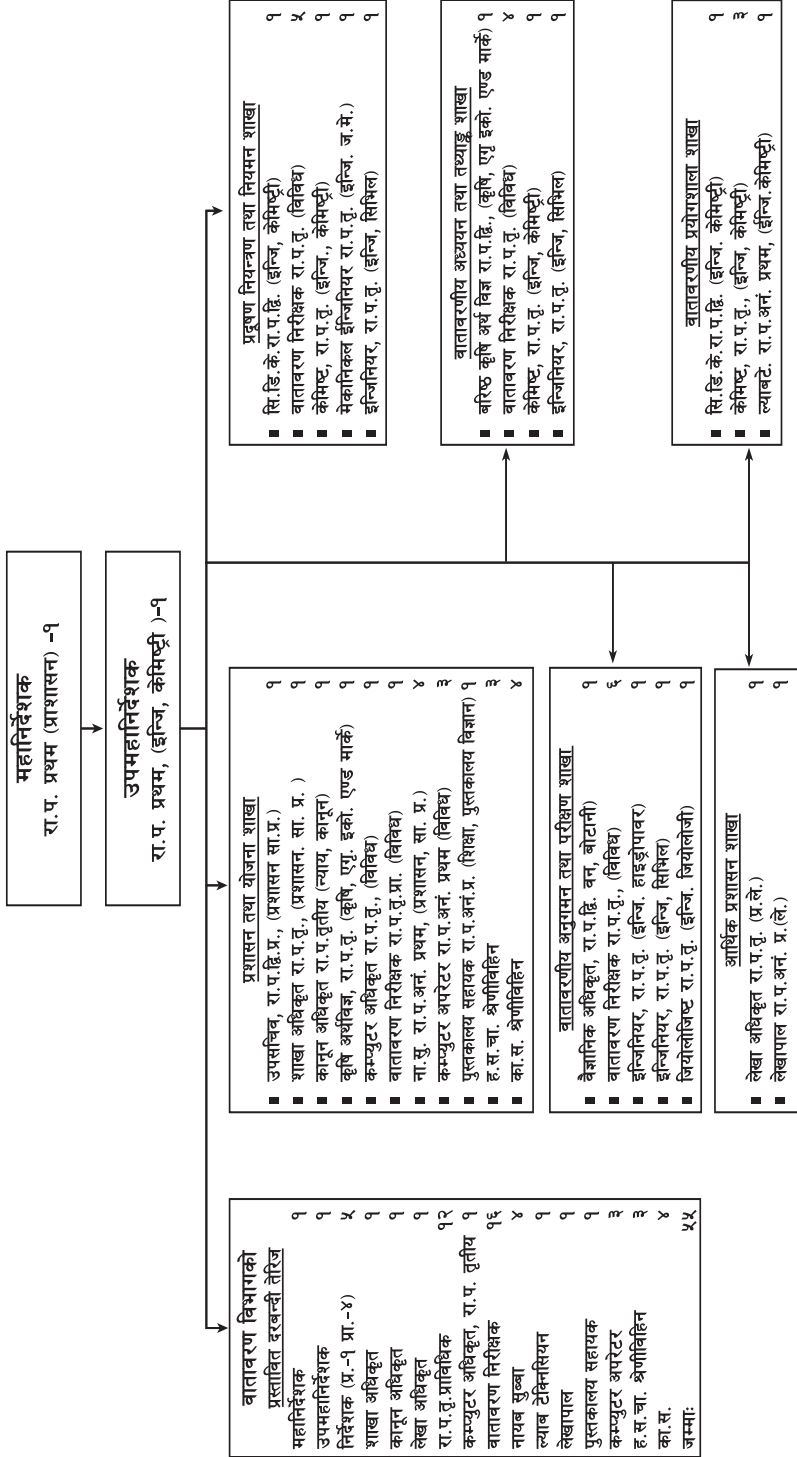 महानिर्देशक
रा.प. प्रथम (प्राशासन) -१
उपमहानिर्देशक
रा.प. प्रथम, (इन्जि, केमिष्ट्री )-१
वातावरण विभागको
प्रस्तावित दरबन्दी तेरिज
महानिर्देशक १
उपमहानिर्देशक १
निर्देशक (प्र.-१ प्रा.-४) ५
शाखा अधिकृत १
कानून अधिकृत १
लेखा अधिकृत १
रा.प.तृ.प्राविधिक १२
कम्प्युटर अधिकृत, रा.प. तृतीय १
वातावरण निरीक्षक १६
नायब सुब्बा ४
ल्याब टेक्निसियन १
लेखापाल १
पुस्तकालय सहायक १
कम्प्युटर अपरेटर ३
ह.स.चा. श्रेणीविहिन ३
का.स. ४
जम्माः ५५
प्रशासन तथा योजना शाखा
■ उपसचिव, रा.प.द्वि.प्र., (प्रशासन सा.प्र.) १
■ शाखा अधिकृत रा.प.तृ., (प्रशासन. सा. प्र. ) १
■ कानून अधिकृत रा.प.तृतीय (न्याय, कानून) १
■ कृषि अर्थविज्ञ, रा.प.तृ. (कृषि, एगृ. इको. एण्ड मार्के) १
■ कम्प्युटर अधिकृत रा.प.तृ., (विविध) १
■ वातावरण निरीक्षक रा.प.तृ.प्रा. (विविध) १
■ ना.सु. रा.प.अनं. प्रथम, (प्रशासन, सा. प्र.) ४
■ कम्प्युटर अपरेटर रा.प.अनं. प्रथम (विविध) ३
■ पुस्तकालय सहायक रा.प.अनं.प्र. (शिक्षा, पुस्तकालय विज्ञान) १
■ ह.स.चा. श्रेणीविहिन ३
■ का.स. श्रेणीविहिन ४
वातावरणीय अनुगमन तथा परीक्षण शाखा
■ वैज्ञानिक अधिकृत, रा.प.द्वि. वन, बोटानी) १
■ वातावरण निरीक्षक रा.प.तृ., (विविध) ६
■ इन्जिनियर, रा.प.तृ. (इन्जि. हाइड्रोपावर) १
■ इन्जिनियर, रा.प.तृ. (इन्जि, सिभिल) १
■ जियोलोजिष्ट रा.प.तृ. (इन्जि. जियोलोजी) १
आर्थिक प्रशासन शाखा
■ लेखा अधिकृत रा.प.तृ. (प्र.ले.) १
■ लेखापाल रा.प.अनं. प्र.(ले.) १
प्रदूषण नियन्त्रण तथा नियमन शाखा
■ सि.डि.के.रा.प.द्वि. (इन्जि, केमिष्ट्री) १
■ वातावरण निरीक्षक रा.प.तृ. (विविध) ५
■ केमिष्ट, रा.प.तृ. (इन्जि., केमिष्ट्री) १
■ मेकानिकल ईन्जिनियर रा.प.तृ. (इन्जि. ज.मे.) १
■ इन्जिनियर, रा.प.तृ. (इन्जि, सिभिल) १
वातावरणीय अध्ययन तथा तथ्याङ्क शाखा
■ बरिष्ठ कृषि अर्थ विज्ञ रा.प.द्वि., (कृषि, एगृ इको. एण्ड मार्के) १
■ वातावरण निरीक्षक रा.प.तृ. (विविध) ४
■ केमिष्ट, रा.प.तृ. (इन्जि, केमिष्ट्री) १
■ इन्जिनियर, रा.प.तृ. (इन्जि, सिभिल) १
वातावरणीय प्रयोगशाला शाखा
■ सि.डि.के.रा.प.द्वि (इन्जि. केमिष्ट्री) १
■ केमिष्ट, रा.प.तृ., (इन्जि, केमिष्ट्री) ३
■ ल्याबटे. रा.प.अनं. प्रथम, (ईन्जि.केमिष्ट्री) १